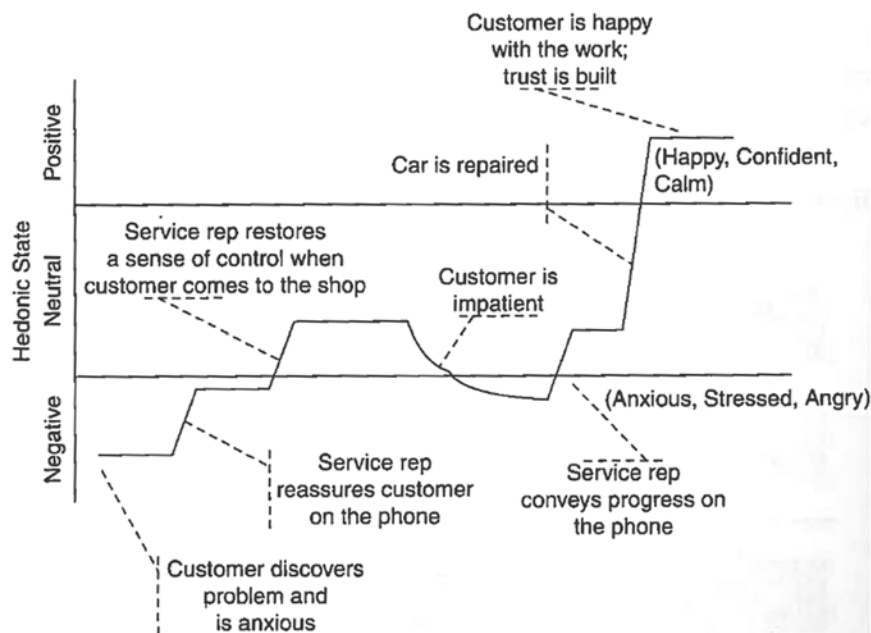 Customer is happy
with the work;
trust is built
Positive
Car is repaired
(Happy, Confident,
Calm)
Service rep restores
a sense of control when
customer comes to the shop
Customer is
impatient
Neutral
Hedonic State
(Anxious, Stressed, Angry)
Negative
Service rep
reassures customer
on the phone
Service rep
conveys progress on
the phone
Customer discovers
problem and
is anxious